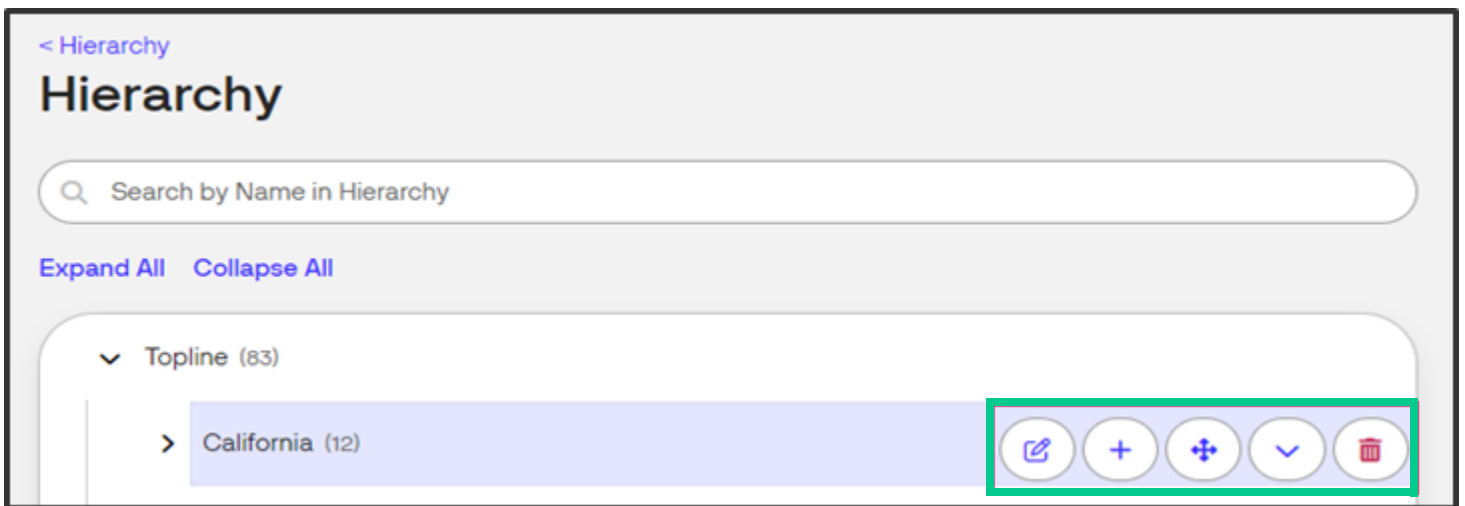 < Hierarchy
Hierarchy
Search by Name in Hierarchy
Expand All Collapse All
Topline (83)
California (12)